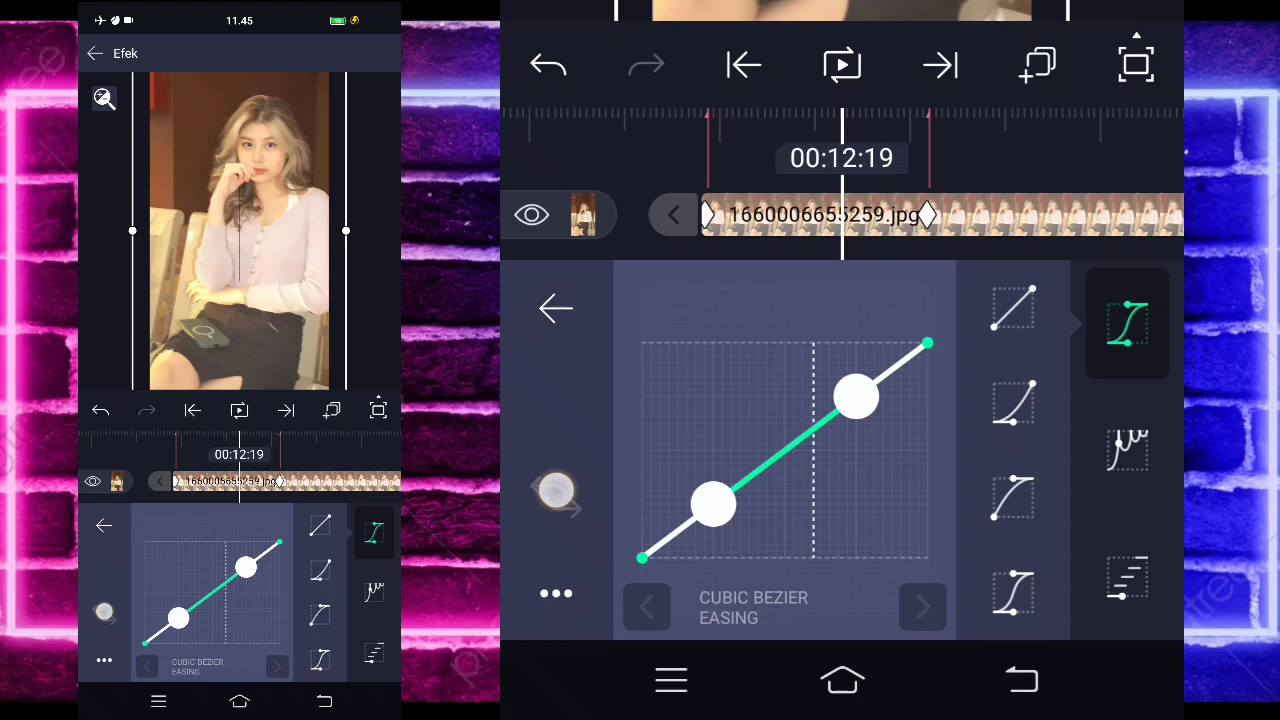 11.45
Efek
00:12:19
1660006655259.jpg
CUBIC BEZIER
EASING
00:12:19
1660006655259.jpg
CUBIC BEZIER
EASING